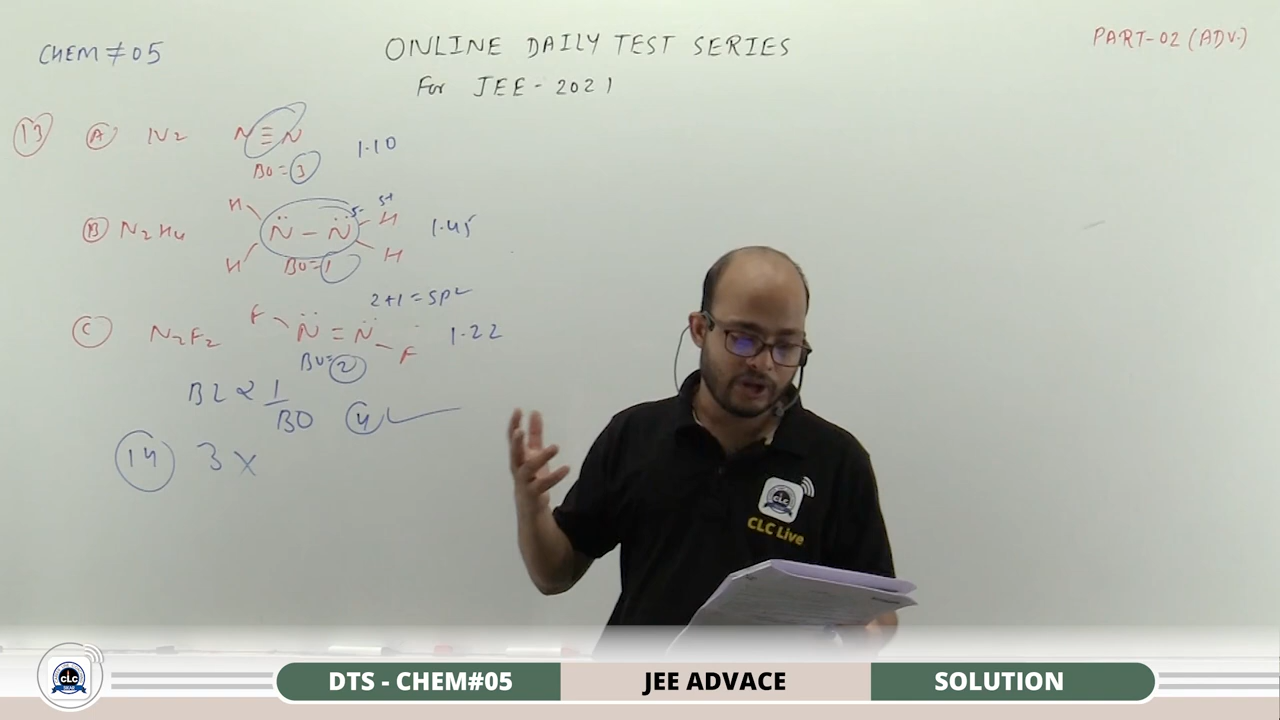 CHEM # 05
ONLINE DAILY TEST SERIES
PART-02 (ADV.)
For JEE - 2021
13 A N2 N≡N 1.10
BO = 3
H δ- δ+ H
B N2H4 N̈ - N̈ 1.45
H BO=1 H
2+1 = sp2
C N2F2 F N̈ = N̈ F 1.22
BO=2
BL ∝ 1/BO 4 ✓
14 3 x
CLC
CLC Live
CLC
DTS - CHEM#05
JEE ADVACE
SOLUTION